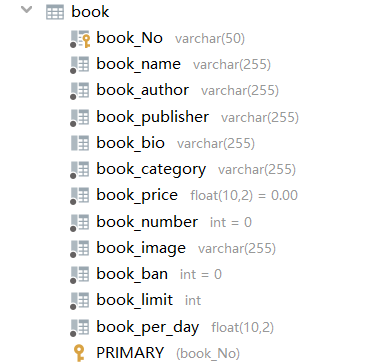 book
book_No varchar(50)
book_name varchar(255)
book_author varchar(255)
book_publisher varchar(255)
book_bio varchar(255)
book_category varchar(255)
book_price float(10,2) = 0.00
book_number int = 0
book_image varchar(255)
book_ban int = 0
book_limit int
book_per_day float(10,2)
PRIMARY (book_No)